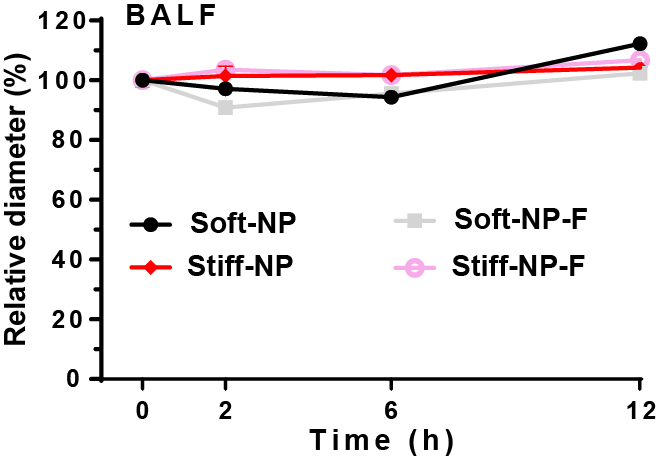 BALF
Relative diameter (%)
120
100
80
60
40
20
0
Soft-NP
Soft-NP-F
Stiff-NP
Stiff-NP-F
0 2 6 12
Time (h)